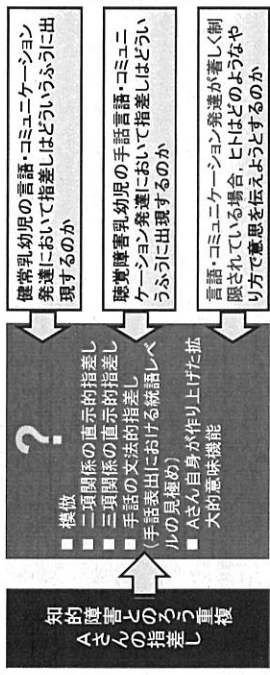 知的障害とのろう重複
Aさんの指差し
?
■ 模倣
■ 二項関係の直示的指差し
■ 三項関係の直示的指差し
■ 手話の文法的指差し
(手話表出における統語レベ
ルの見極め)
■ Aさん自身が作り上げた拡
大的意味機能
健常乳幼児の言語・コミュニケーション
発達において指差しはどういうふうに出
現するのか
聴覚障害乳幼児の手話言語・コミュニ
ケーション発達において指差しはどうい
うふうに出現するのか
言語・コミュニケーション発達が著しく制
限されている場合，ヒトはどのようなや
り方で意思を伝えようとするのか